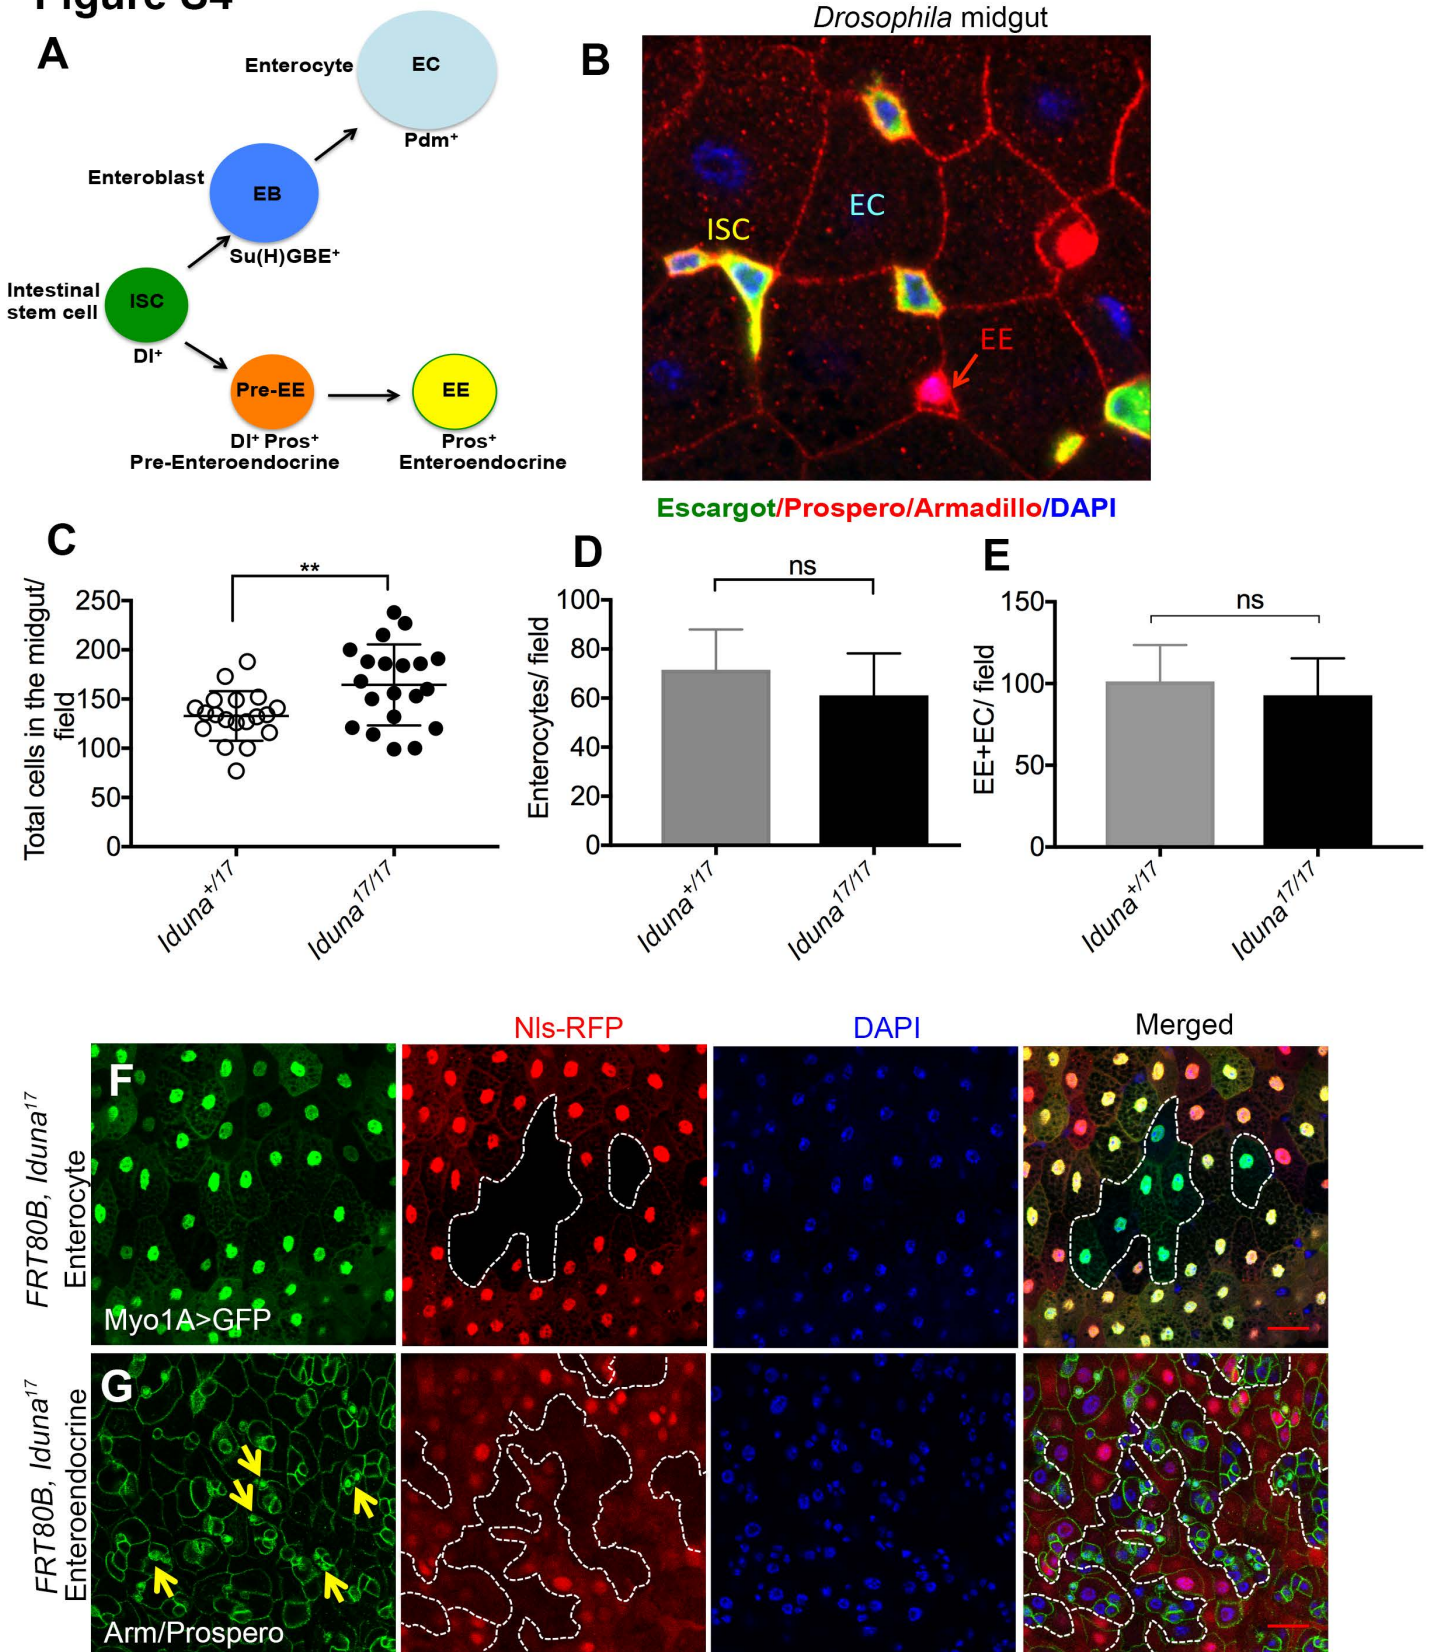 Figure S4
A
Enterocyte
EC
Pdm+
Enteroblast
EB
Su(H)GBE+
Intestinal
stem cell
ISC
Dl+
Pre-EE
Dl+ Pros+
Pre-Enteroendocrine
EE
Pros+
Enteroendocrine
B
Drosophila midgut
ISC
EC
EE
Escargot/Prospero/Armadillo/DAPI
C
Total cells in the midgut/
field
250
200
150
100
50
0
**
Iduna+/17
Iduna17/17
D
Enterocytes/ field
100
80
60
40
20
0
ns
Iduna+/17
Iduna17/17
E
EE+EC/ field
150
100
50
0
ns
Iduna+/17
Iduna17/17
Nls-RFP
DAPI
Merged
FRT80B, Iduna17
Enterocyte
F
Myo1A>GFP
FRT80B, Iduna17
Enteroendocrine
G
Arm/Prospero